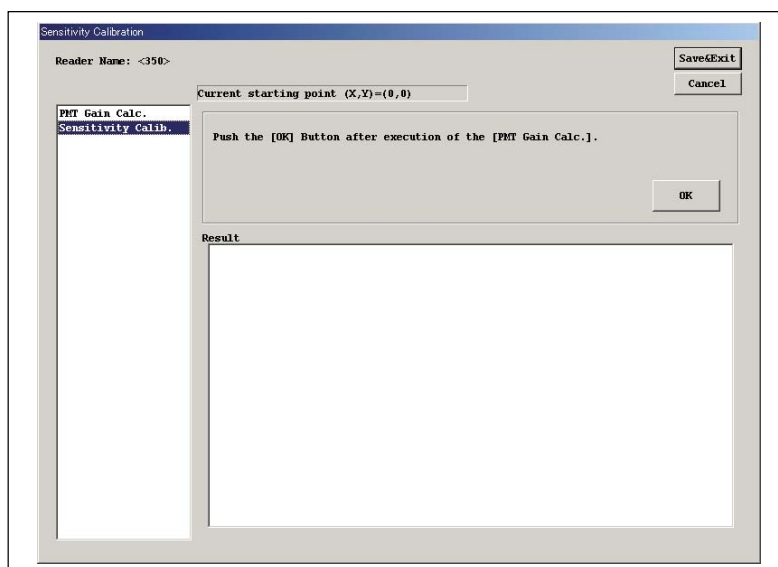 Sensitivity Calibration
Reader Name: <350>
Save&Exit
Cancel
Current starting point (X,Y)=(0,0)
PMT Gain Calc.
Sensitivity Calib.
Push the [OK] Button after execution of the [PMT Gain Calc.].
OK
Result